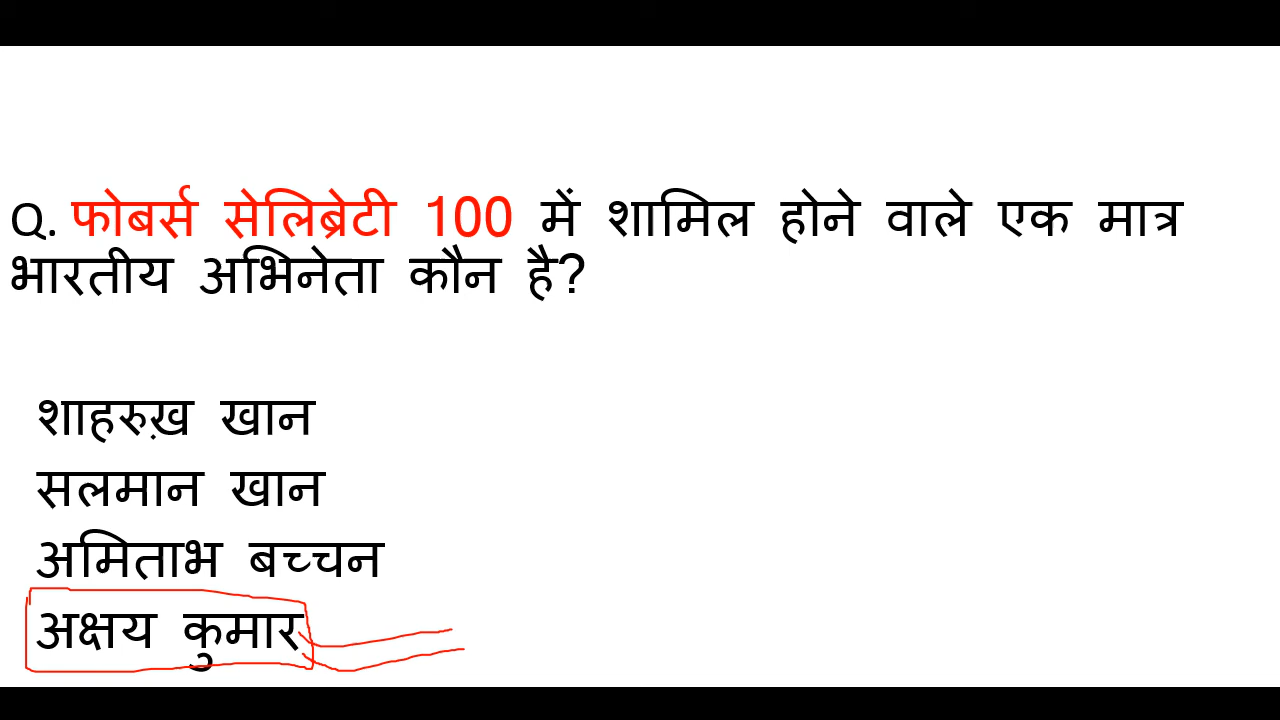 Q. फोबर्स सेलिब्रेटी 100 में शामिल होने वाले एक मात्र
भारतीय अभिनेता कौन है?
शाहरुख़ खान
सलमान खान
अमिताभ बच्चन
अक्षय कुमार